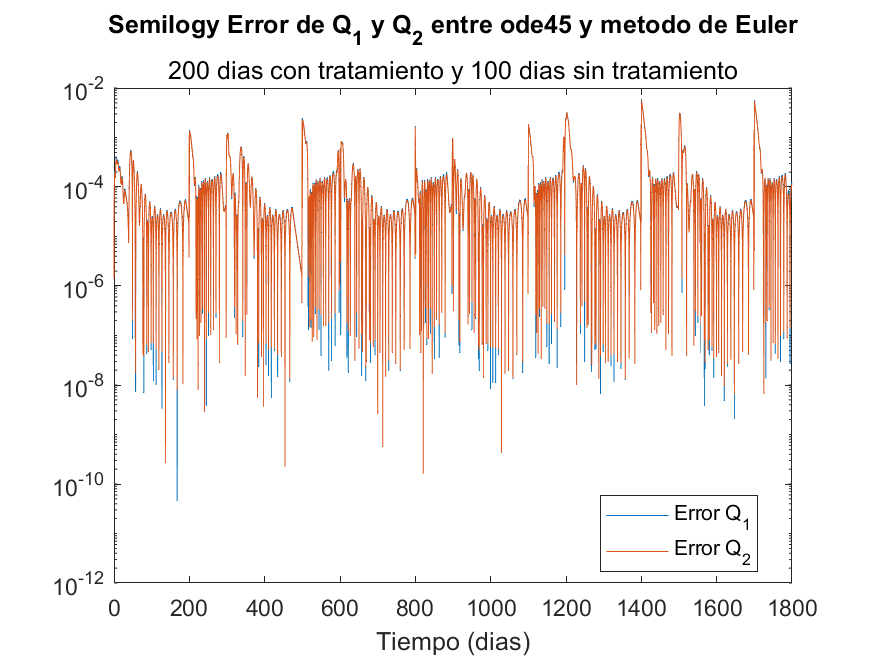 Semilogy Error de Q1 y Q2 entre ode45 y metodo de Euler
200 dias con tratamiento y 100 dias sin tratamiento
10-2
10-4
10-6
10-8
10-10
10-12
Error Q1
Error Q2
0 200 400 600 800 1000 1200 1400 1600 1800
Tiempo (dias)